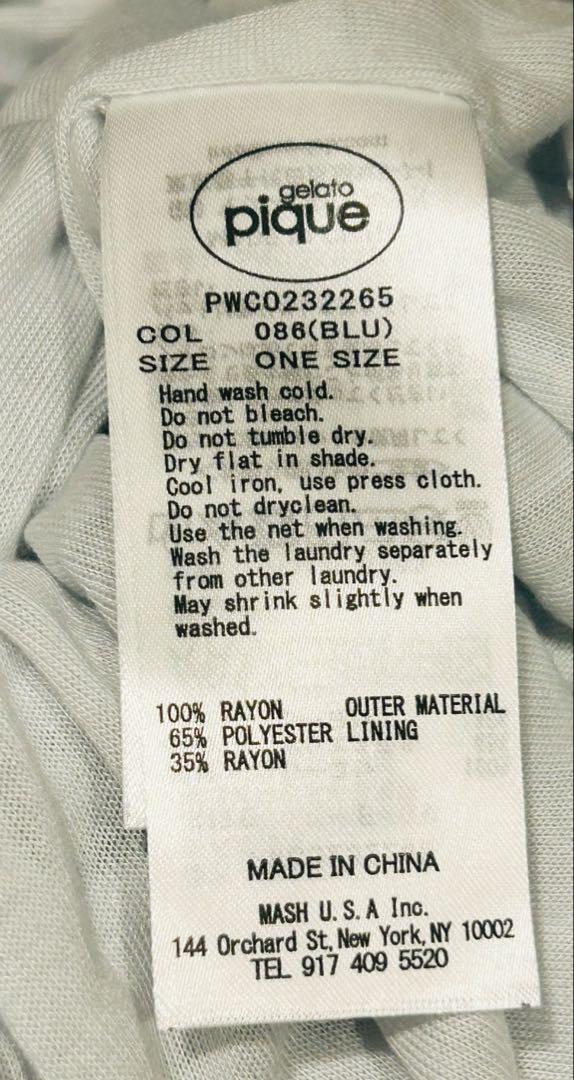 gelato
pique
PWCO232265
COL 086(BLU)
SIZE ONE SIZE
Hand wash cold.
Do not bleach.
Do not tumble dry.
Dry flat in shade.
Cool iron, use press cloth.
Do not dryclean.
Use the net when washing.
Wash the laundry separately
from other laundry.
May shrink slightly when
washed.
100% RAYON OUTER MATERIAL
65% POLYESTER LINING
35% RAYON
MADE IN CHINA
MASH U.S.A Inc.
144 Orchard St, New York, NY 10002
TEL 917 409 5520